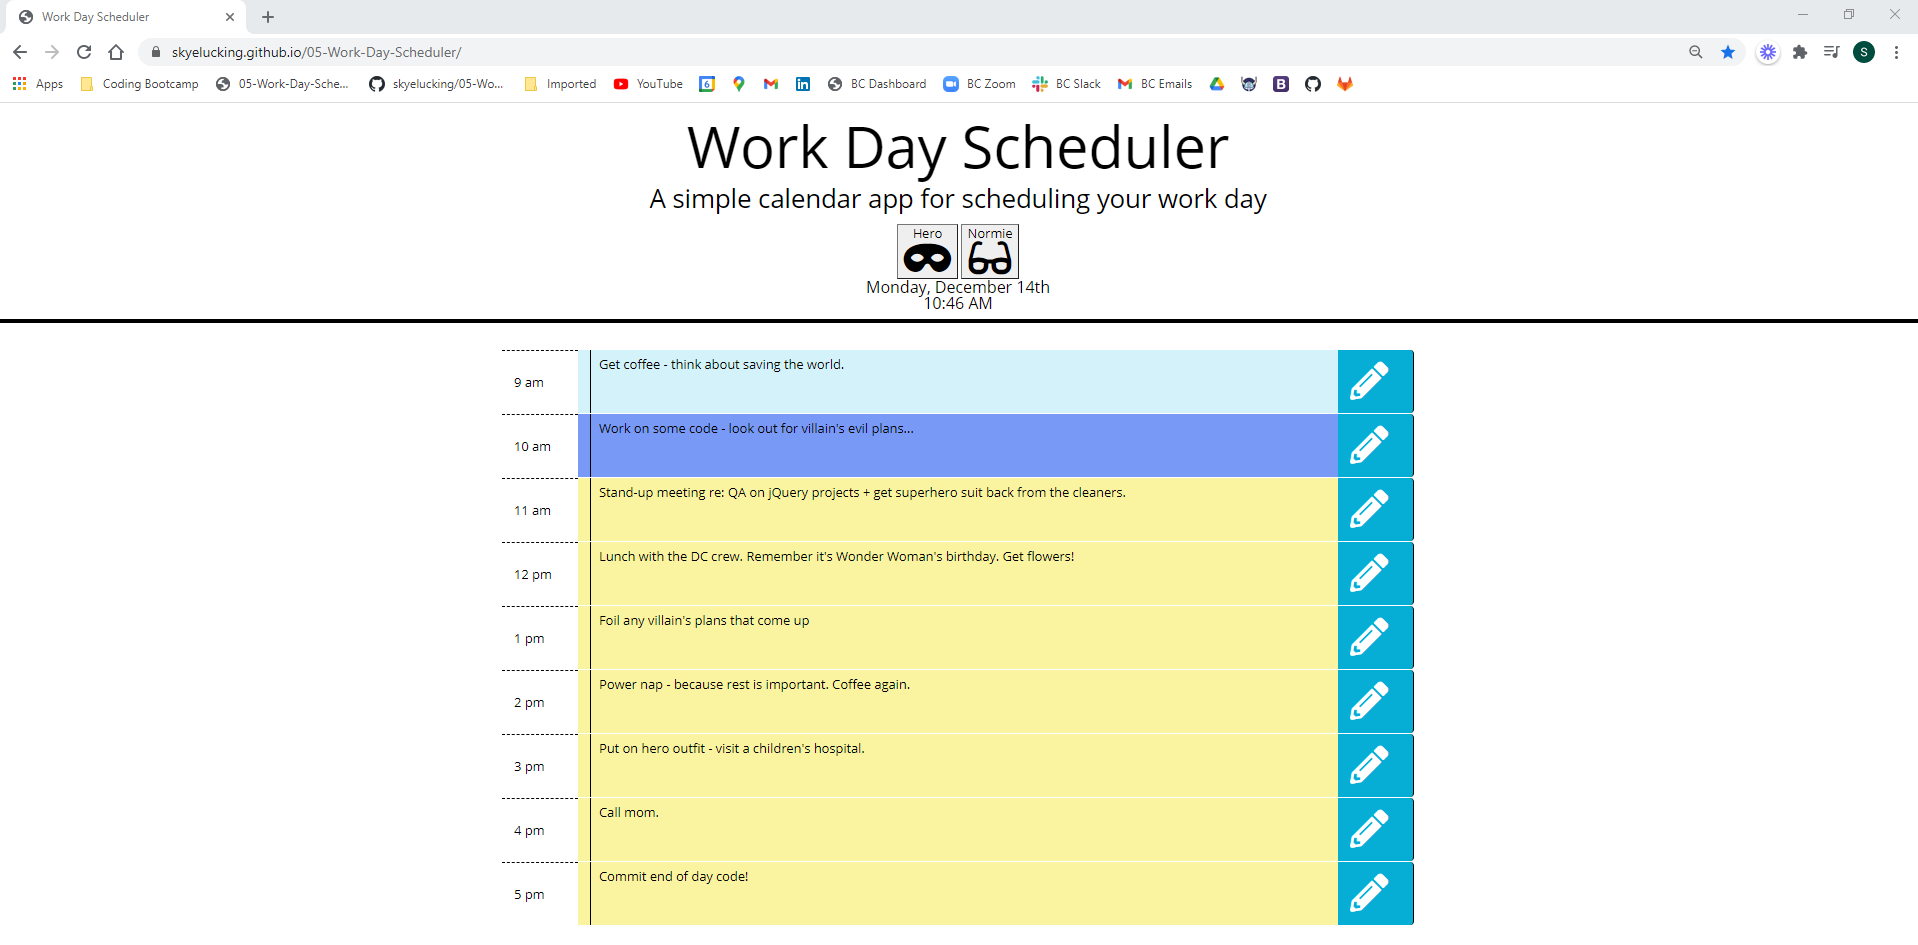 Work Day Scheduler
skyelucking.github.io/05-Work-Day-Scheduler/
S
Apps Coding Bootcamp 05-Work-Day-Sche... skyelucking/05-Wo... Imported YouTube 6 BC Dashboard BC Zoom BC Slack BC Emails B
Work Day Scheduler
A simple calendar app for scheduling your work day
Hero Normie
Monday, December 14th
10:46 AM
9 am Get coffee - think about saving the world.
10 am Work on some code - look out for villain's evil plans...
11 am Stand-up meeting re: QA on jQuery projects + get superhero suit back from the cleaners.
12 pm Lunch with the DC crew. Remember it's Wonder Woman's birthday. Get flowers!
1 pm Foil any villain's plans that come up
2 pm Power nap - because rest is important. Coffee again.
3 pm Put on hero outfit - visit a children's hospital.
4 pm Call mom.
5 pm Commit end of day code!